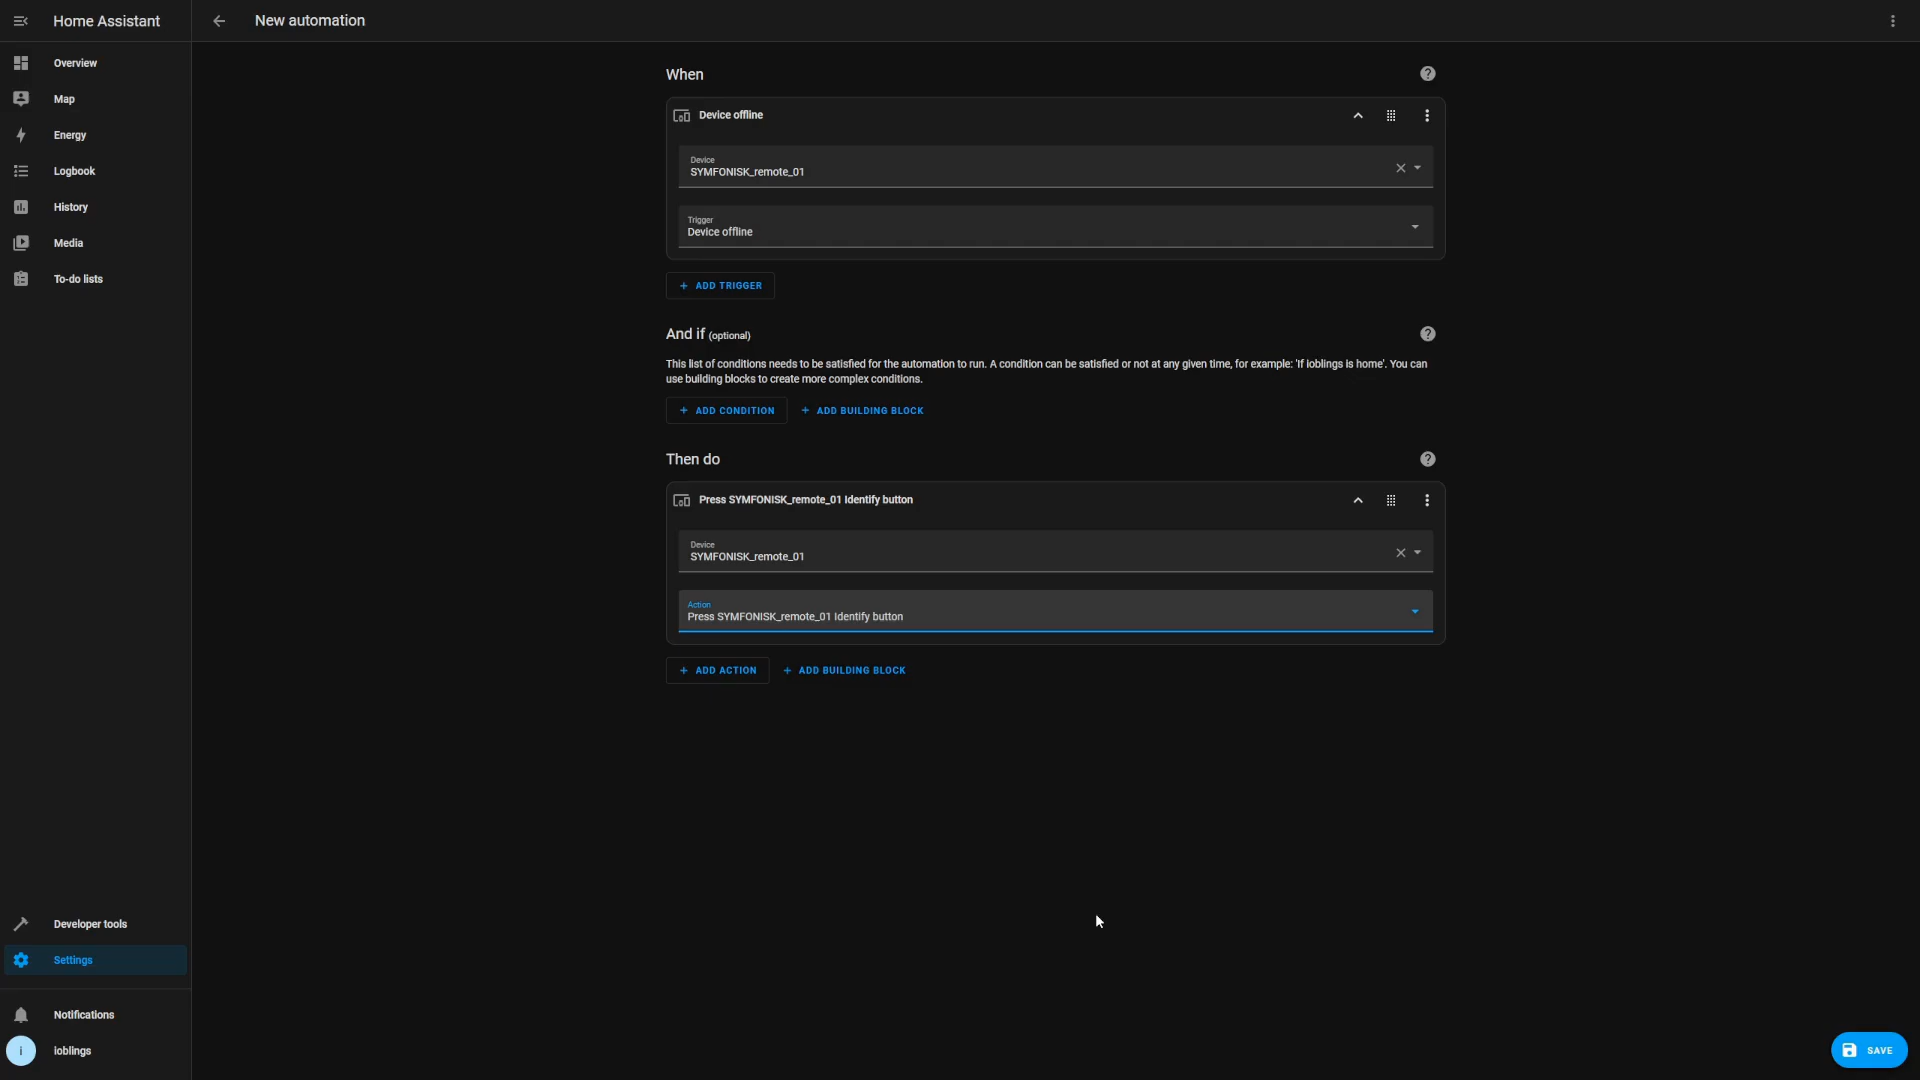 Home Assistant
New automation
Overview
Map
Energy
Logbook
History
Media
To-do lists
Developer tools
Settings
Notifications
i
ioblings
When
Device offline
Device
SYMFONISK_remote_01
Trigger
Device offline
ADD TRIGGER
And if (optional)
This list of conditions needs to be satisfied for the automation to run. A condition can be satisfied or not at any given time, for example: 'If ioblings is home'. You can
use building blocks to create more complex conditions.
ADD CONDITION
ADD BUILDING BLOCK
Then do
Press SYMFONISK_remote_01 Identify button
Device
SYMFONISK_remote_01
Action
Press SYMFONISK_remote_01 Identify button
ADD ACTION
ADD BUILDING BLOCK
SAVE